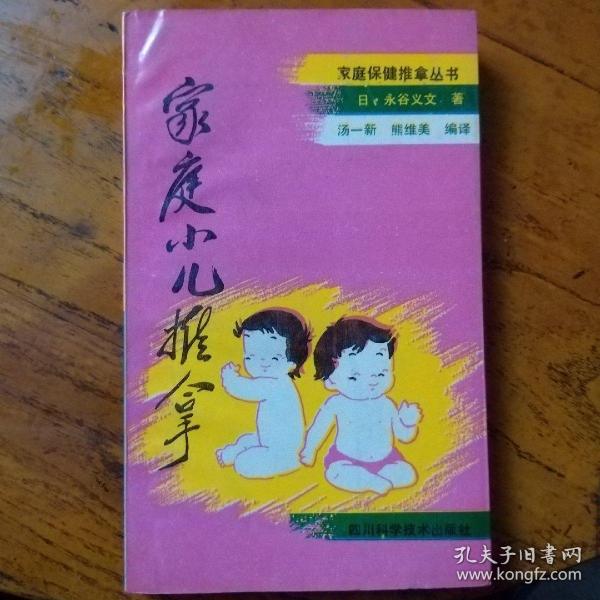 家庭保健推拿丛书
日·永谷义文 著
汤一新 熊维美 编译
家庭小儿推拿
四川科学技术出版社
孔夫子旧书网
www.kongfz.com